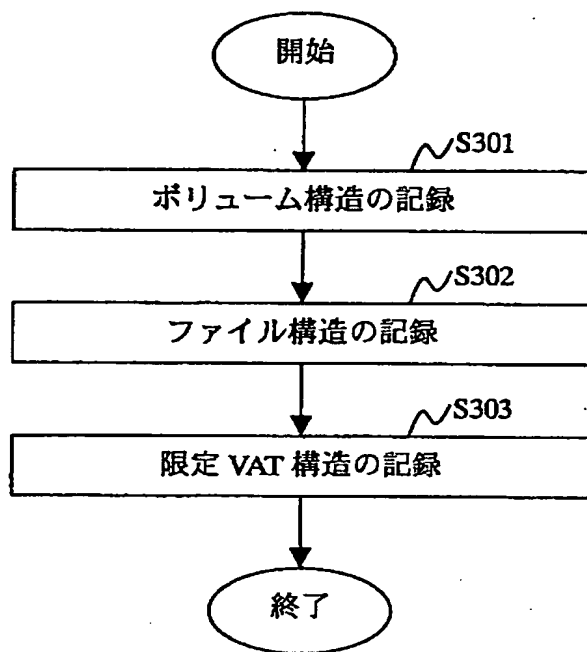 開始
S301
ボリューム構造の記録
S302
ファイル構造の記録
S303
限定 VAT 構造の記録
終了